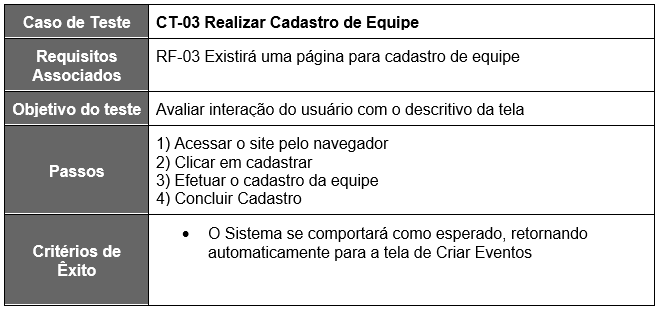 Caso de Teste CT-03 Realizar Cadastro de Equipe
Requisitos Associados RF-03 Existirá uma página para cadastro de equipe
Objetivo do teste Avaliar interação do usuário com o descritivo da tela
Passos
1) Acessar o site pelo navegador
2) Clicar em cadastrar
3) Efetuar o cadastro da equipe
4) Concluir Cadastro
Critérios de Êxito
• O Sistema se comportará como esperado, retornando
automaticamente para a tela de Criar Eventos